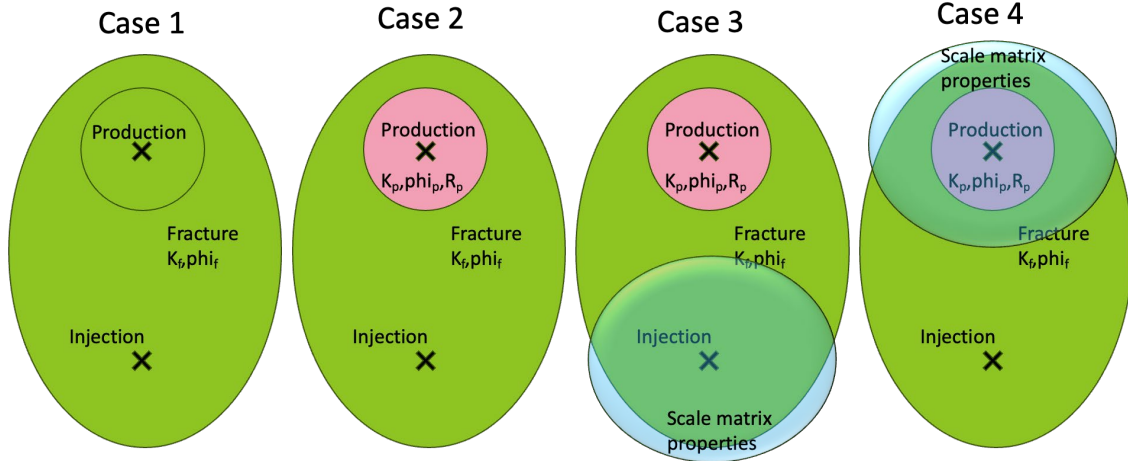 Case 1
Production
Fracture
Kf,phif
Injection
Case 2
Production
Kp,phip,Rp
Fracture
Kf,phif
Injection
Case 3
Production
Kp,phip,Rp
Fracture
Kf,phif
Injection
Scale matrix
properties
Case 4
Scale matrix
properties
Production
Kp,phip,Rp
Fracture
Kf,phif
Injection